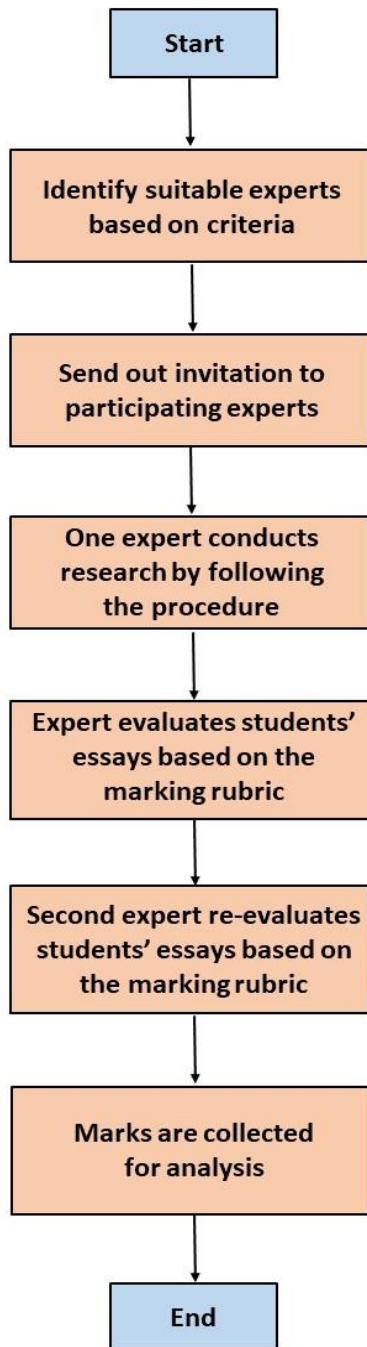 Start
Identify suitable experts
based on criteria
Send out invitation to
participating experts
One expert conducts
research by following
the procedure
Expert evaluates students’
essays based on the
marking rubric
Second expert re-evaluates
students’ essays based on
the marking rubric
Marks are collected
for analysis
End